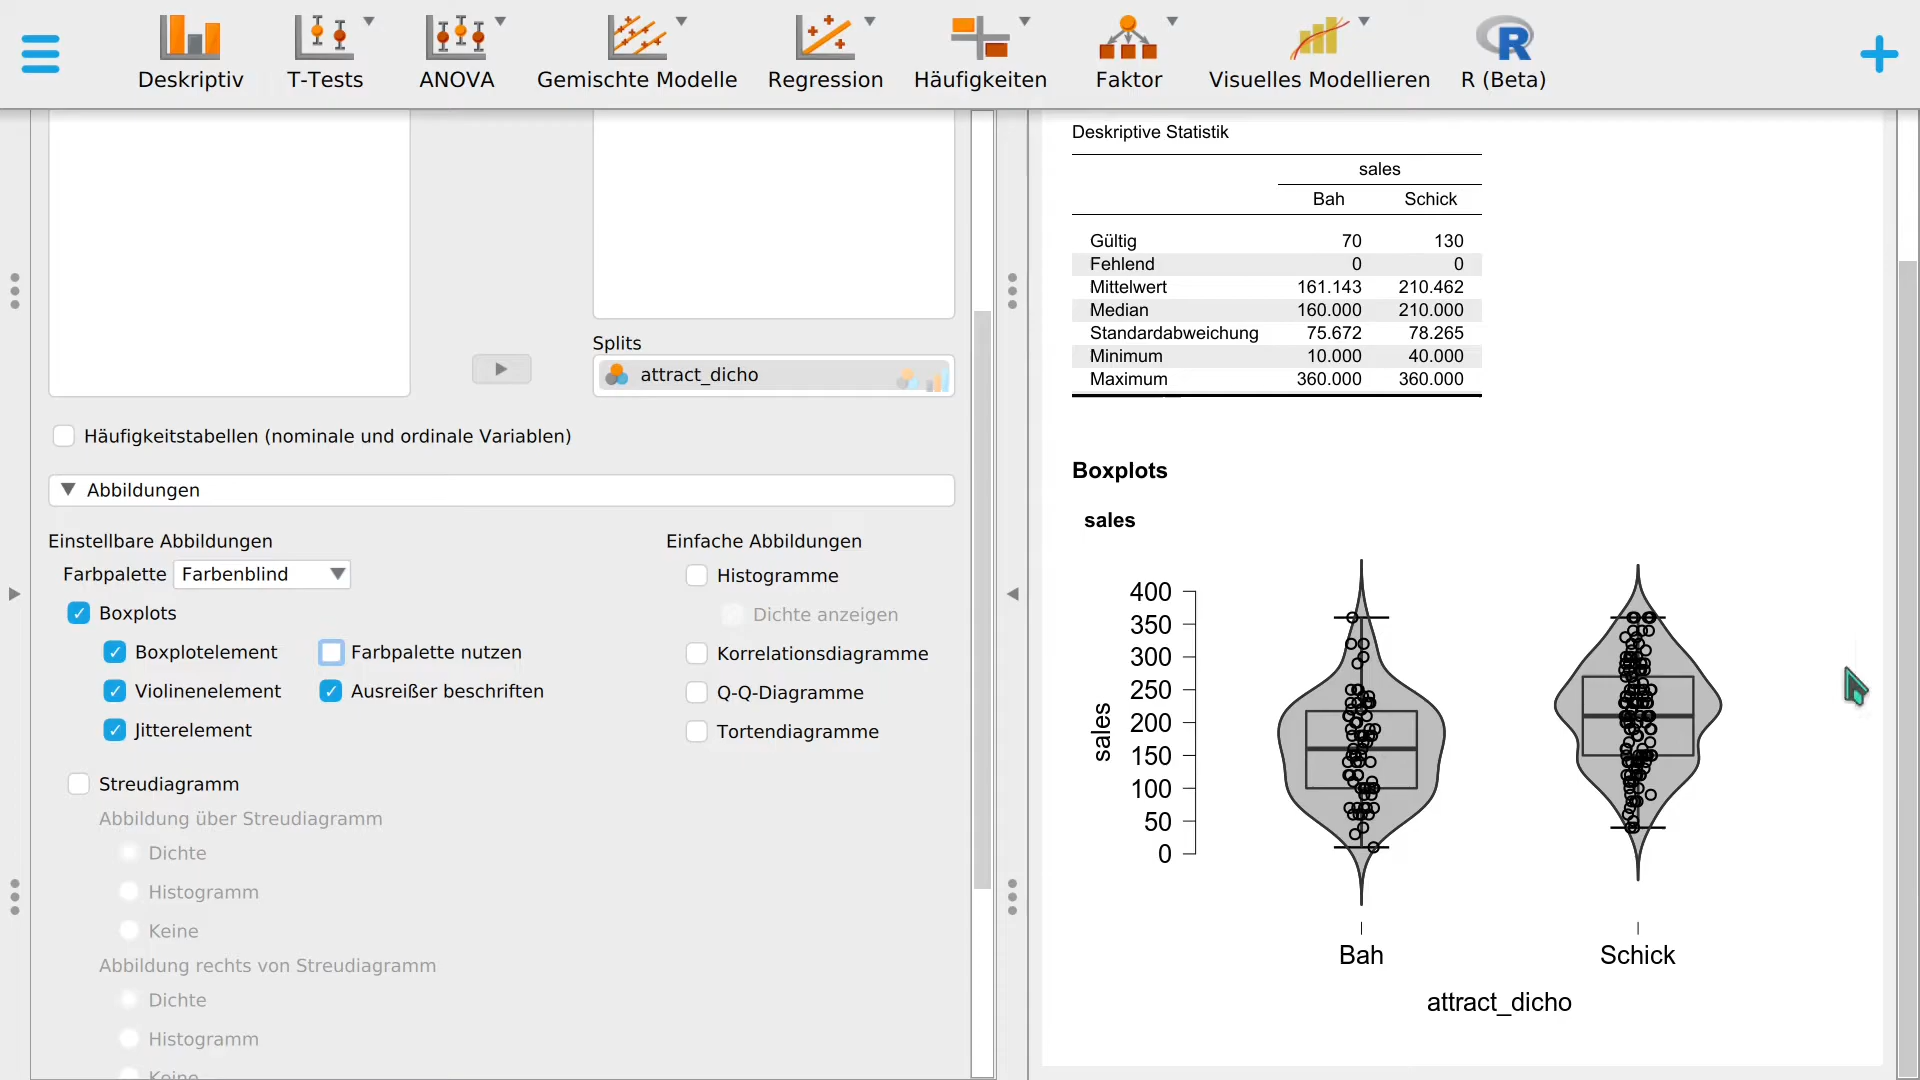 Deskriptiv
T-Tests
ANOVA
Gemischte Modelle
Regression
Häufigkeiten
Faktor
Visuelles Modellieren
R (Beta)
Splits
attract_dicho
Häufigkeitstabellen (nominale und ordinale Variablen)
Abbildungen
Einstellbare Abbildungen
Farbpalette Farbenblind
Boxplots
Boxplotelement Farbpalette nutzen
Violinenelement Ausreißer beschriften
Jitterelement
Streudiagramm
Abbildung über Streudiagramm
Dichte
Histogramm
Keine
Abbildung rechts von Streudiagramm
Dichte
Histogramm
Keine
Einfache Abbildungen
Histogramme
Dichte anzeigen
Korrelationsdiagramme
Q-Q-Diagramme
Tortendiagramme
Deskriptive Statistik
sales
Bah Schick
Gültig 70 130
Fehlend 0 0
Mittelwert 161.143 210.462
Median 160.000 210.000
Standardabweichung 75.672 78.265
Minimum 10.000 40.000
Maximum 360.000 360.000
Boxplots
sales
400
350
300
250
200
150
100
50
0
sales
Bah Schick
attract_dicho